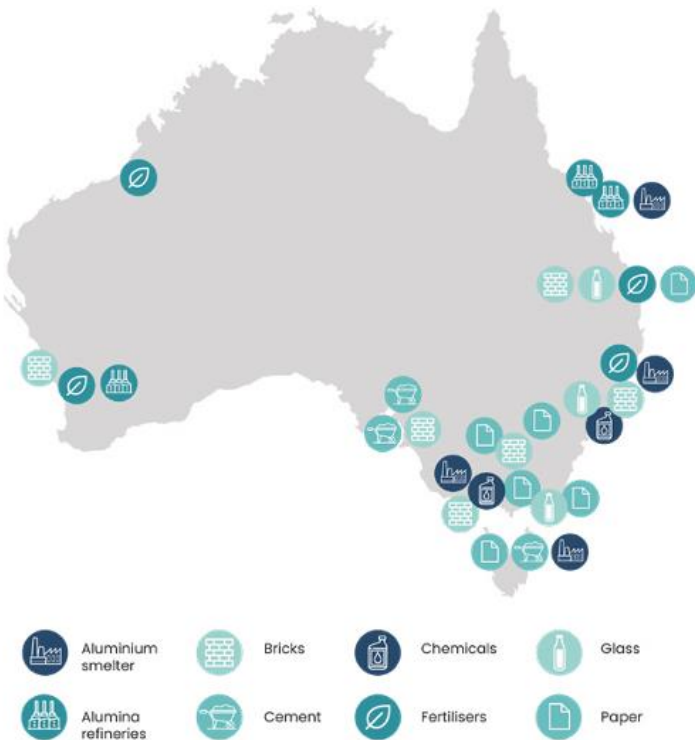 Aluminium
smelter
Bricks
Chemicals
Glass
Alumina
refineries
Cement
Fertilisers
Paper